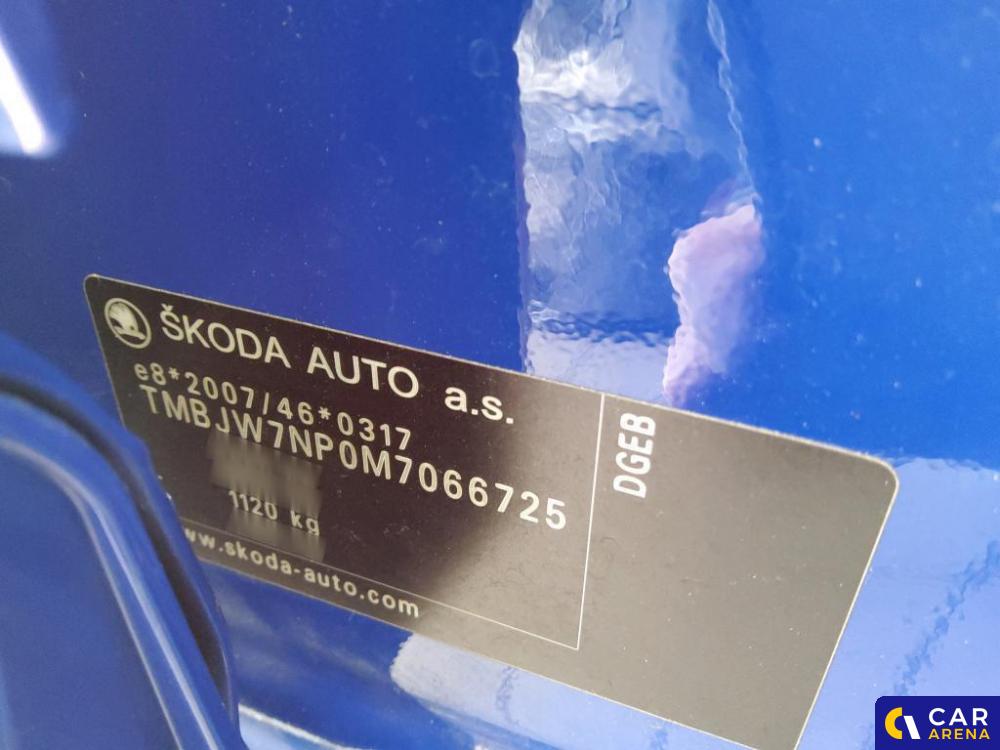 ŠKODA AUTO a.s.
e8*2007/46*0317
TMBJW7NP0M7066725
1120 kg
www.skoda-auto.com
DGEB
CAR
ARENA